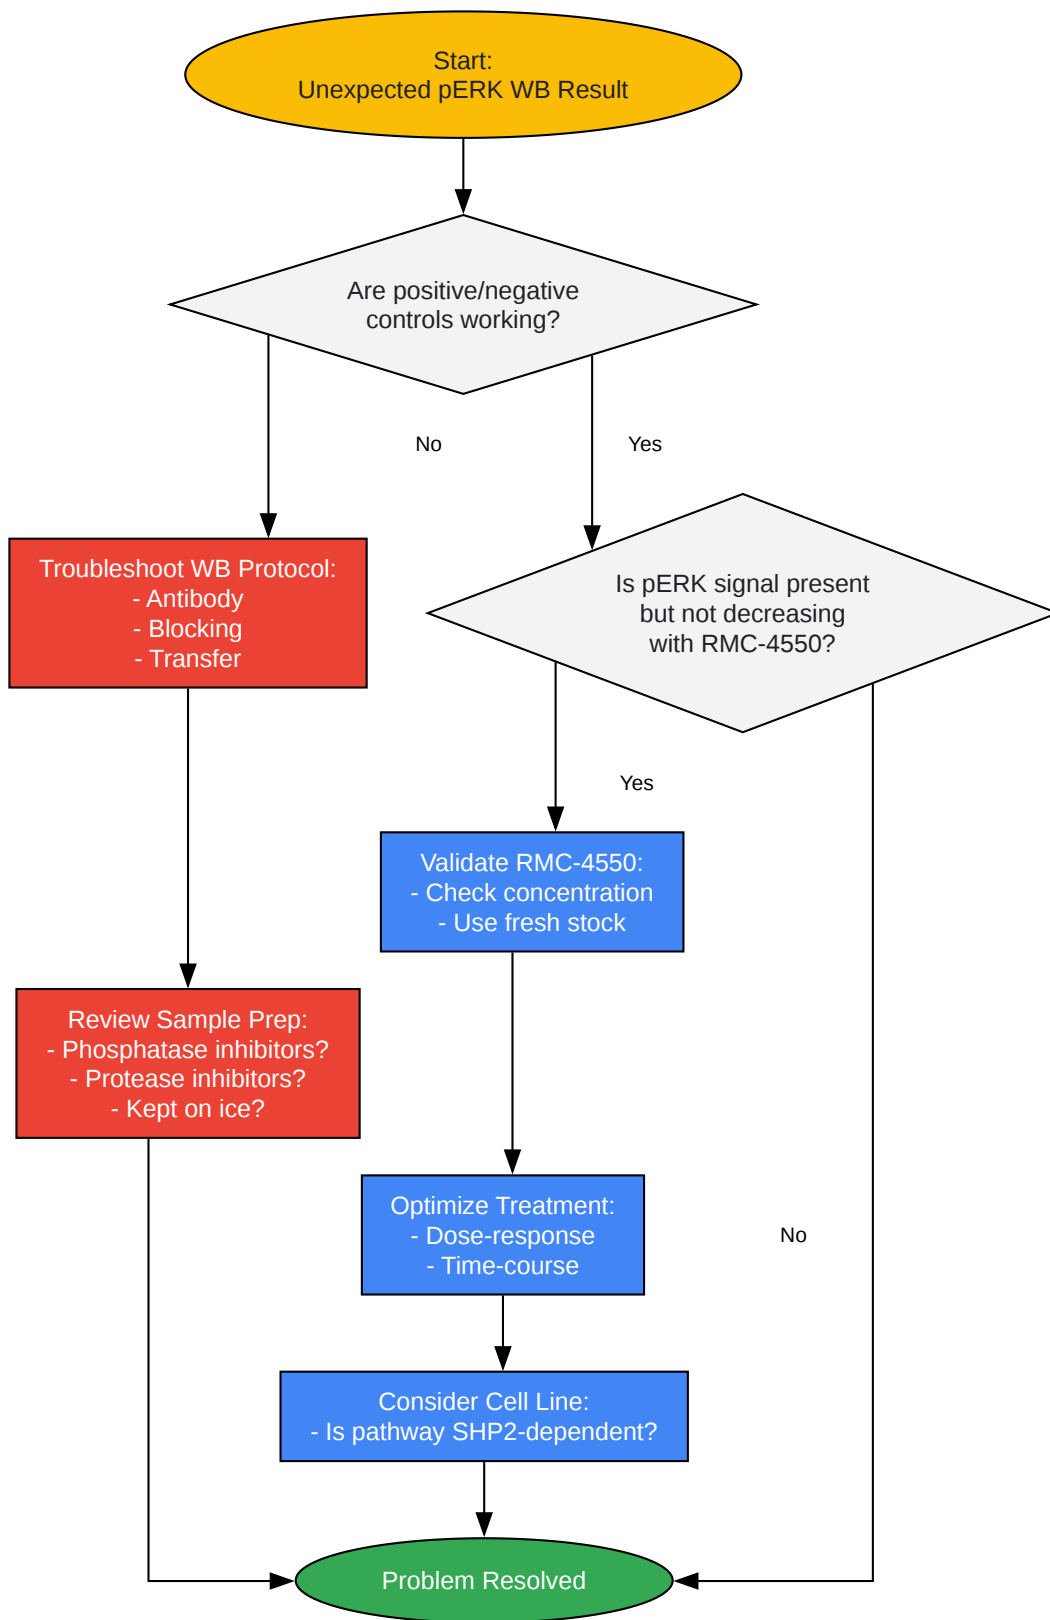 Start:
Unexpected pERK WB Result
Are positive/negative
controls working?
No
Yes
Troubleshoot WB Protocol:
- Antibody
- Blocking
- Transfer
Is pERK signal present
but not decreasing
with RMC-4550?
Yes
Validate RMC-4550:
- Check concentration
- Use fresh stock
Review Sample Prep:
- Phosphatase inhibitors?
- Protease inhibitors?
- Kept on ice?
Optimize Treatment:
- Dose-response
- Time-course
No
Consider Cell Line:
- Is pathway SHP2-dependent?
Problem Resolved